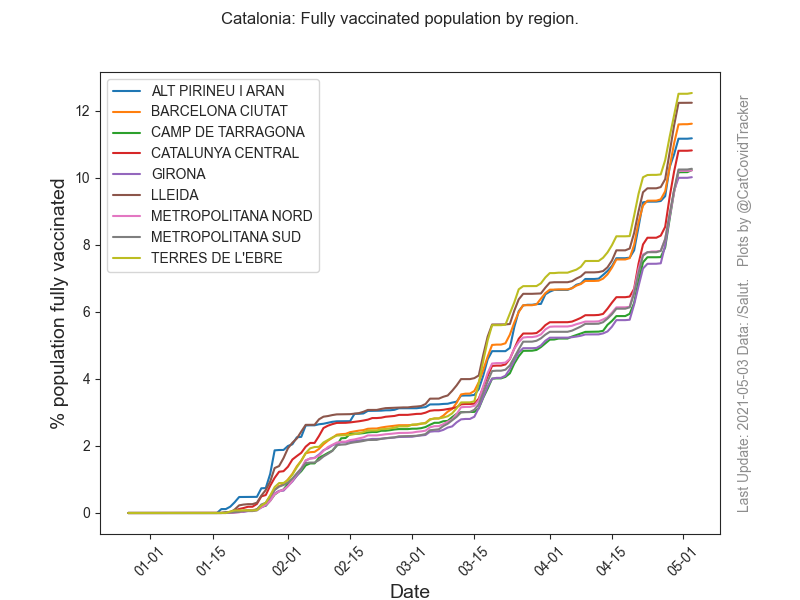 Catalonia: Fully vaccinated population by region.
ALT PIRINEU I ARAN
BARCELONA CIUTAT
CAMP DE TARRAGONA
CATALUNYA CENTRAL
GIRONA
LLEIDA
METROPOLITANA NORD
METROPOLITANA SUD
TERRES DE L'EBRE
% population fully vaccinated
12
10
8
6
4
2
0
01-01
01-15
02-01
02-15
03-01
03-15
04-01
04-15
05-01
Date
Last Update: 2021-05-03 Data: /Salut. Plots by @CatCovidTracker